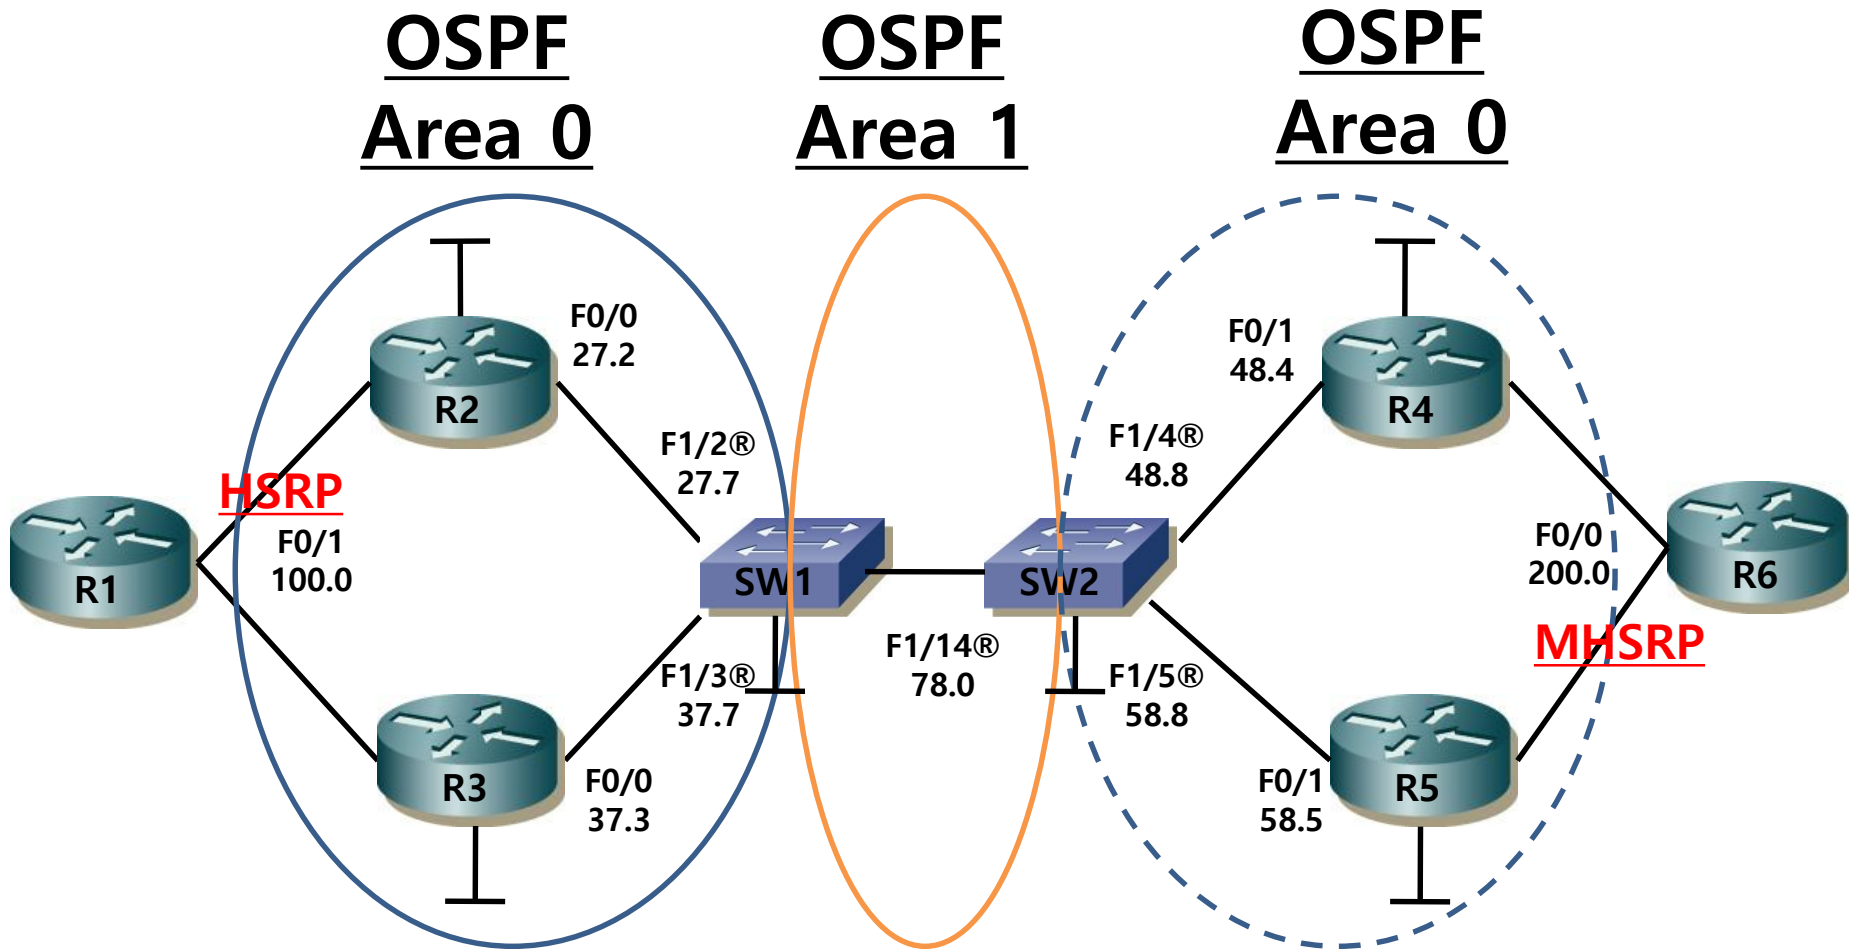 OSPF
Area 0
OSPF
Area 1
OSPF
Area 0
F0/0
27.2
R2
F1/2®
27.7
HSRP
F0/1
100.0
R1
SW1
F1/3®
37.7
R3
F0/0
37.3
F1/14®
78.0
SW2
F0/1
48.4
R4
F1/4®
48.8
F0/0
200.0
R6
MHSRP
F1/5®
58.8
F0/1
58.5
R5